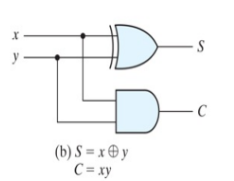 x
S
y
C
(b) S = x ⊕ y
C = xy